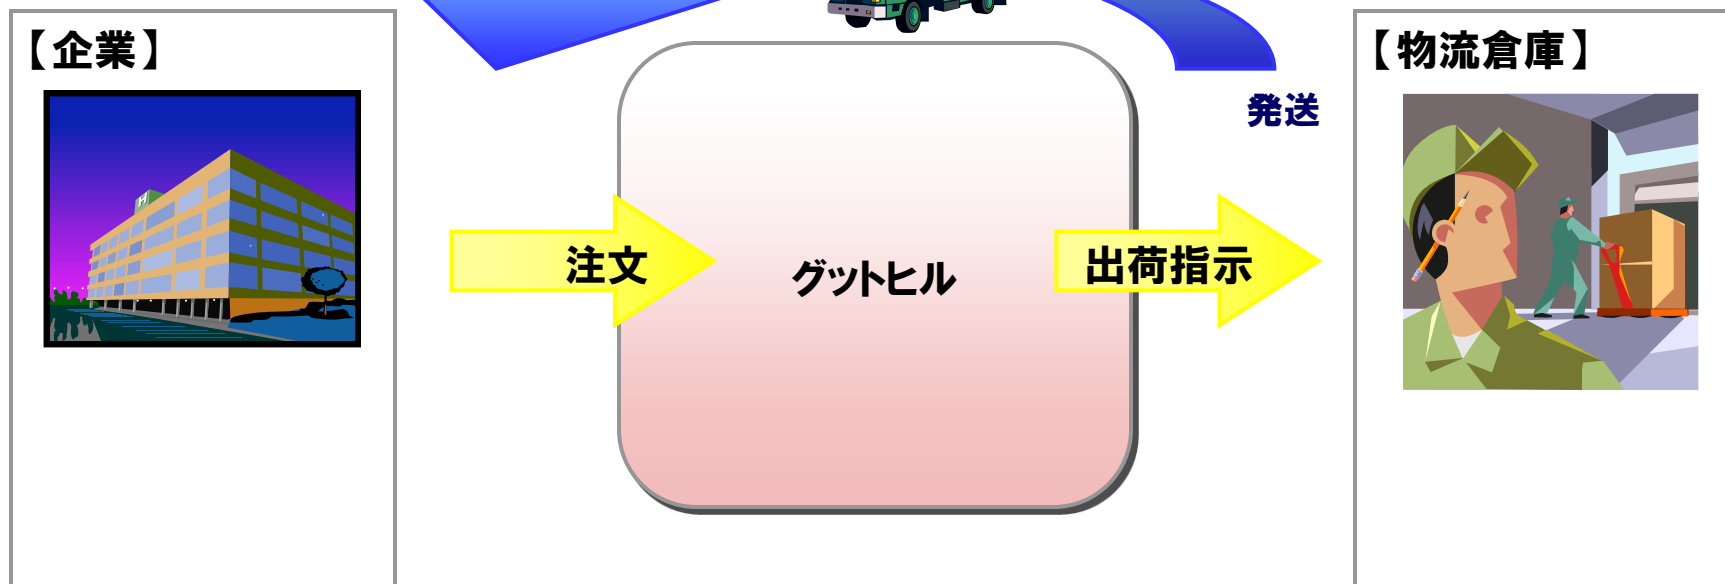 【企業】
【物流倉庫】
発送
注文
グットヒル
出荷指示
H